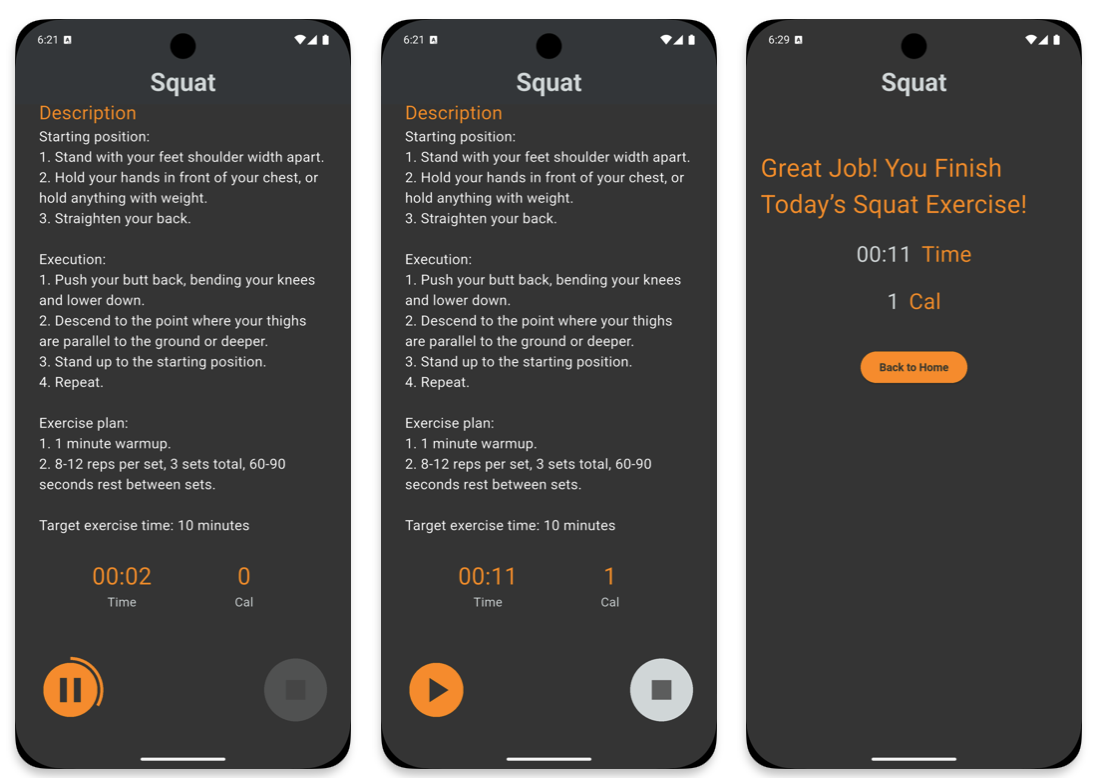 6:21
Squat
Description
Starting position:
1. Stand with your feet shoulder width apart.
2. Hold your hands in front of your chest, or
hold anything with weight.
3. Straighten your back.
Execution:
1. Push your butt back, bending your knees
and lower down.
2. Descend to the point where your thighs
are parallel to the ground or deeper.
3. Stand up to the starting position.
4. Repeat.
Exercise plan:
1. 1 minute warmup.
2. 8-12 reps per set, 3 sets total, 60-90
seconds rest between sets.
Target exercise time: 10 minutes
00:02 0
Time Cal
6:21
Squat
Description
Starting position:
1. Stand with your feet shoulder width apart.
2. Hold your hands in front of your chest, or
hold anything with weight.
3. Straighten your back.
Execution:
1. Push your butt back, bending your knees
and lower down.
2. Descend to the point where your thighs
are parallel to the ground or deeper.
3. Stand up to the starting position.
4. Repeat.
Exercise plan:
1. 1 minute warmup.
2. 8-12 reps per set, 3 sets total, 60-90
seconds rest between sets.
Target exercise time: 10 minutes
00:11 1
Time Cal
6:29
Squat
Great Job! You Finish
Today's Squat Exercise!
00:11 Time
1 Cal
Back to Home